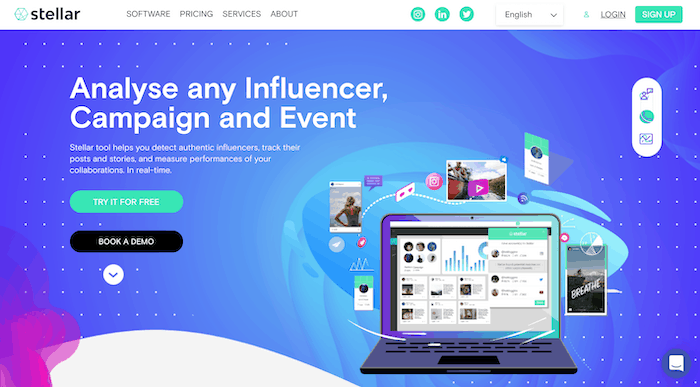 stellar
SOFTWARE PRICING SERVICES ABOUT
English
LOGIN
SIGN UP
Analyse any Influencer,
Campaign and Event
Stellar tool helps you detect authentic influencers, track their
posts and stories, and measure performances of your
collaborations. In real-time.
TRY IT FOR FREE
BOOK A DEMO
stellar
BREATHE